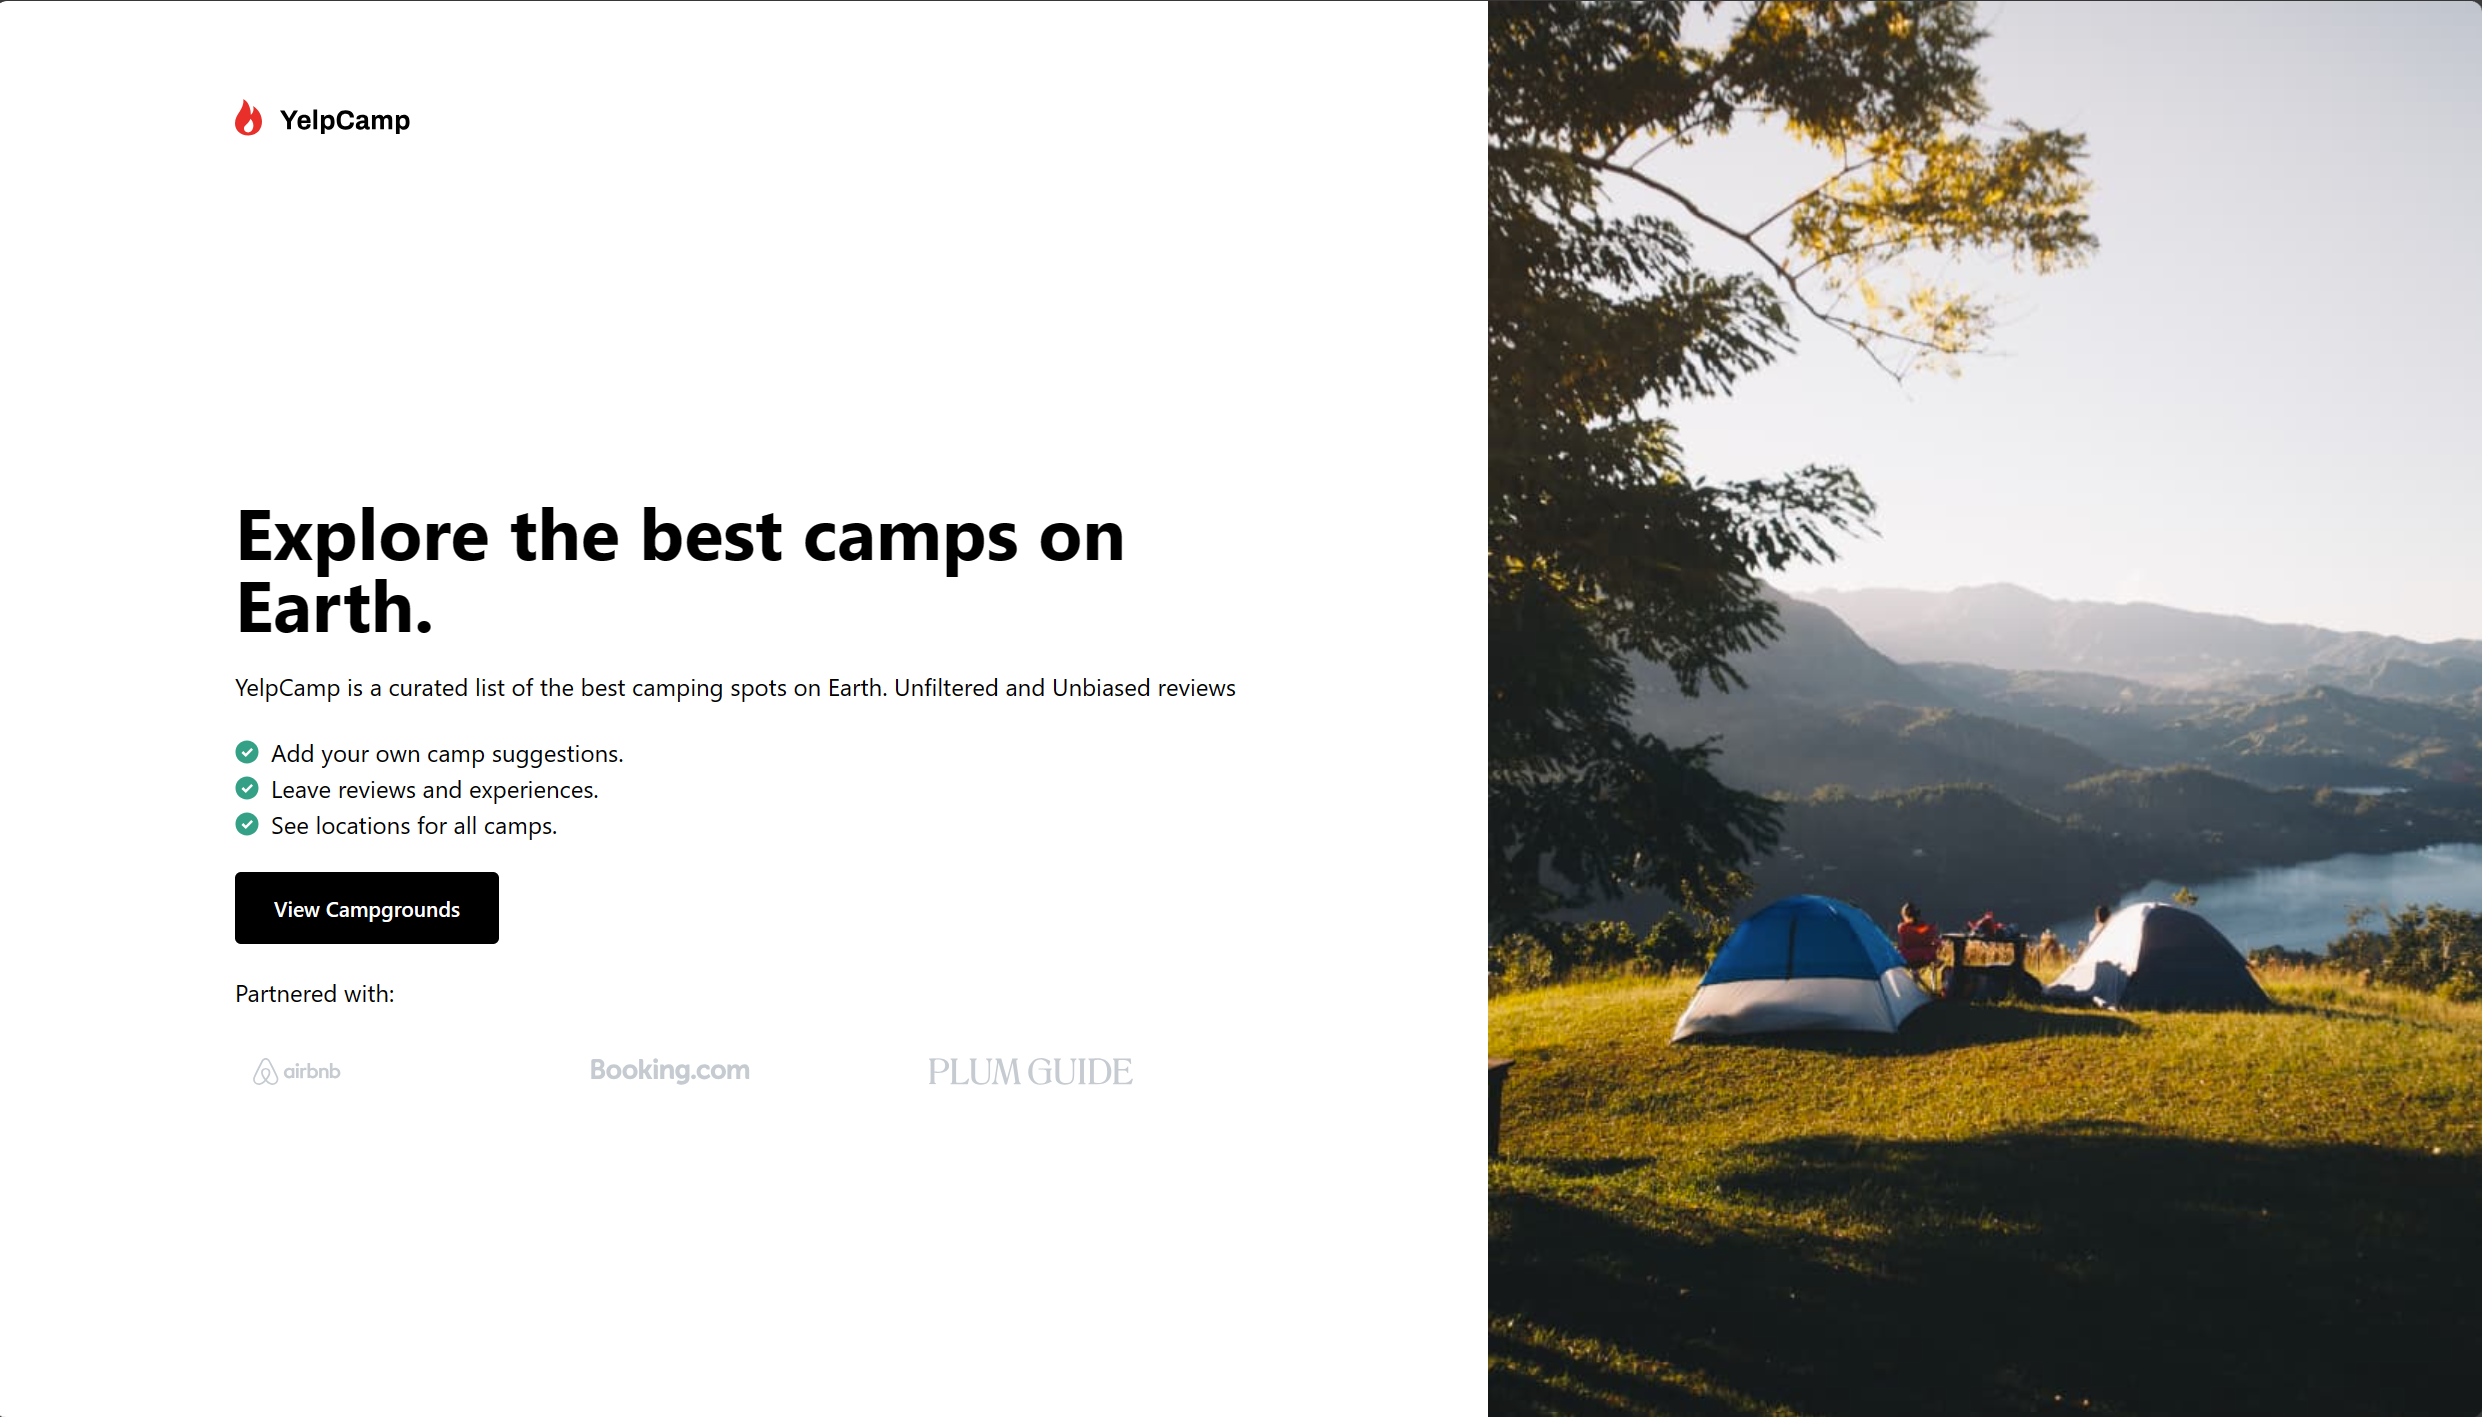 YelpCamp
Explore the best camps on
Earth.
YelpCamp is a curated list of the best camping spots on Earth. Unfiltered and Unbiased reviews
Add your own camp suggestions.
Leave reviews and experiences.
See locations for all camps.
View Campgrounds
Partnered with:
airbnb
Booking.com
PLUM GUIDE